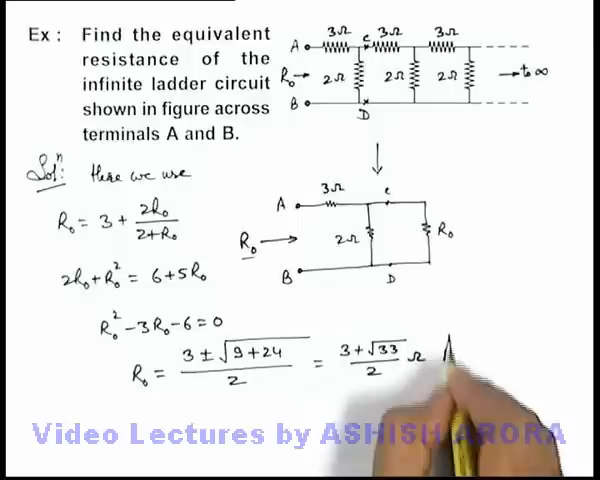 Ex : Find the equivalent
resistance of the
infinite ladder circuit
shown in figure across
terminals A and B.
3Ω C 3Ω 3Ω
A
R₀ → 2Ω 2Ω 2Ω → to ∞
B
D
Solⁿ: Here we use
R₀ = 3 + 2R₀/(2+R₀)
2R₀+R₀² = 6+5R₀
R₀² - 3R₀ - 6 = 0
R₀ = (3 ± √(9+24))/2 = (3+√33)/2 Ω
3Ω C
A
R₀ → 2Ω R₀
B D
Video Lectures by ASHISH ARORA